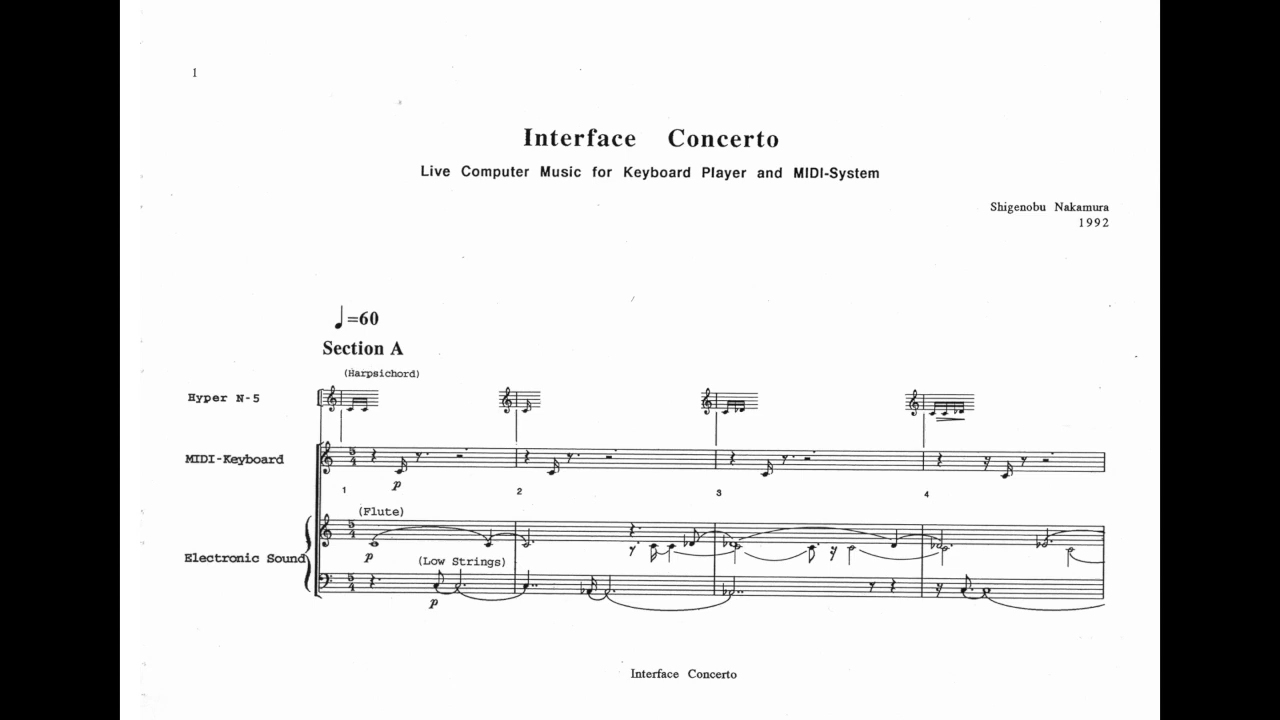 1
Interface Concerto
Live Computer Music for Keyboard Player and MIDI-System
Shigenobu Nakamura
1992
=60
Section A
(Harpsichord)
Hyper N-5
MIDI-Keyboard
5
4
p
1
2
3
4
(Flute)
5
4
p
Electronic Sound
(Low Strings)
5
4
p
Interface Concerto